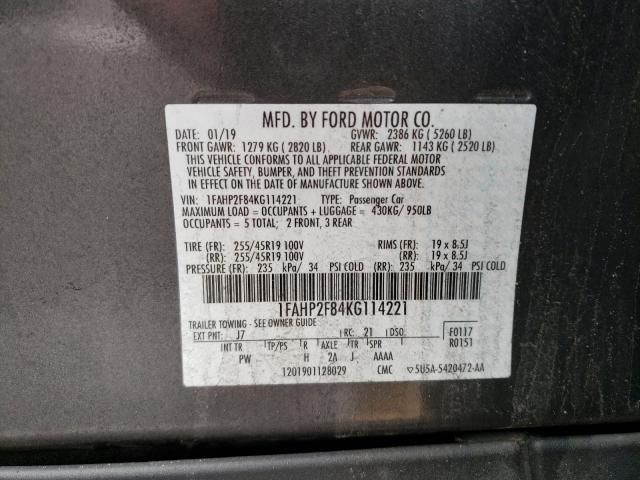 MFD. BY FORD MOTOR CO.
DATE: 01/19 GVWR: 2386 KG ( 5260 LB)
FRONT GAWR: 1279 KG ( 2820 LB) REAR GAWR: 1143 KG ( 2520 LB)
THIS VEHICLE CONFORMS TO ALL APPLICABLE FEDERAL MOTOR
VEHICLE SAFETY, BUMPER, AND THEFT PREVENTION STANDARDS
IN EFFECT ON THE DATE OF MANUFACTURE SHOWN ABOVE.
VIN: 1FAHP2F84KG114221 TYPE: Passenger Car
MAXIMUM LOAD = OCCUPANTS + LUGGAGE = 430KG/ 950LB
OCCUPANTS = 5 TOTAL; 2 FRONT, 3 REAR
TIRE (FR): 255/45R19 100V RIMS (FR): 19 x 8.5J
TIRE (RR): 255/45R19 100V RIMS (RR): 19 x 8.5J
PRESSURE (FR): 235 kPa/ 34 PSI COLD (RR): 235 kPa/ 34 PSI COLD
1FAHP2F84KG114221
TRAILER TOWING - SEE OWNER GUIDE
EXT PNT: J7 RC: 21 DSO: F0117
INT TR TP/PS R AXLE TR SPR R0151
PW H 2A J AAAA
1201901128029 CMC ▽5U5A-5420472-AA